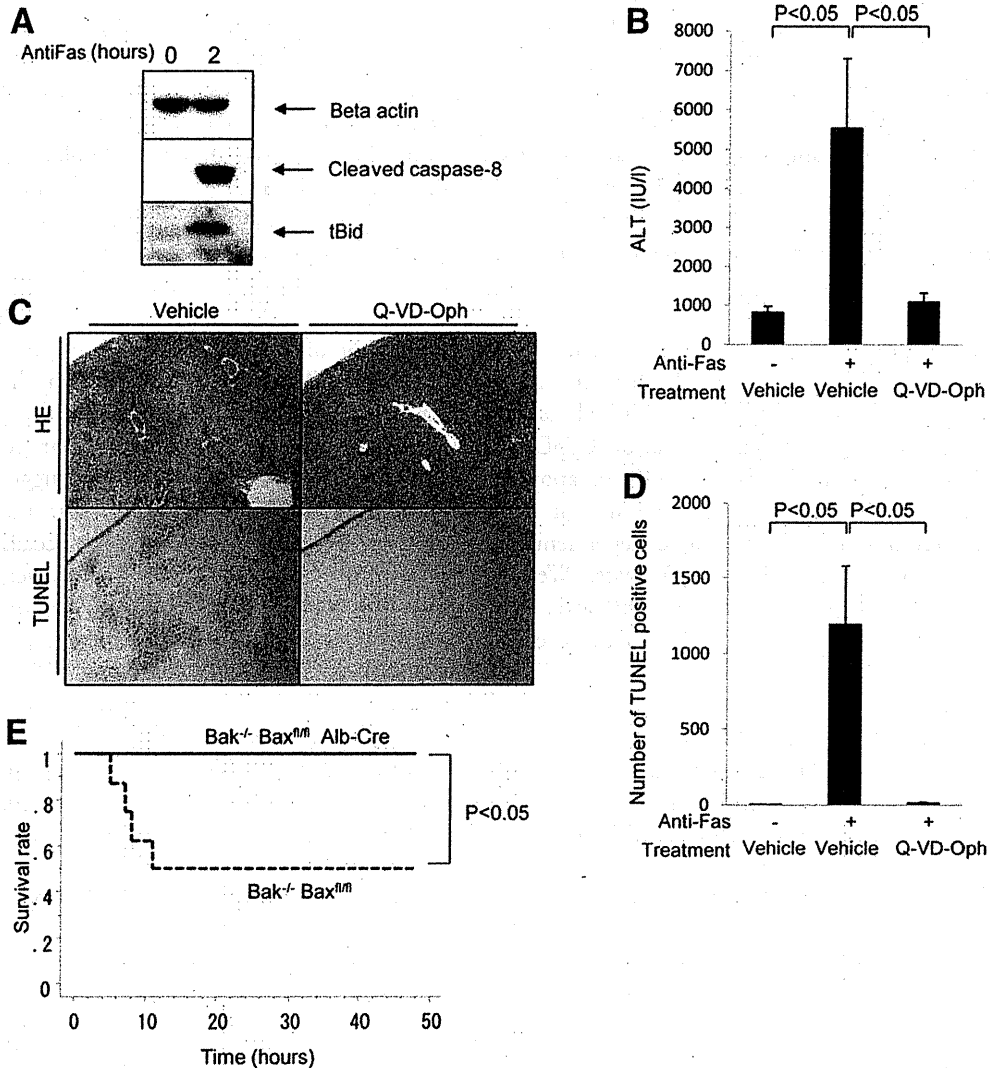 A
AntiFas (hours) 0 2
Beta actin
Cleaved caspase-8
tBid
B
P<0.05 P<0.05
8000
7000
6000
5000
4000
3000
2000
1000
0
ALT (IU/l)
Anti-Fas - + +
Treatment Vehicle Vehicle Q-VD-Oph
C
Vehicle Q-VD-Oph
HE
TUNEL
D
P<0.05 P<0.05
2000
1500
1000
500
0
Number of TUNEL positive cells
Anti-Fas - + +
Treatment Vehicle Vehicle Q-VD-Oph
E
Bak-/- Baxfl/fl Alb-Cre
P<0.05
Bak-/- Baxfl/fl
1
.8
.6
.4
.2
0
Survival rate
0 10 20 30 40 50
Time (hours)